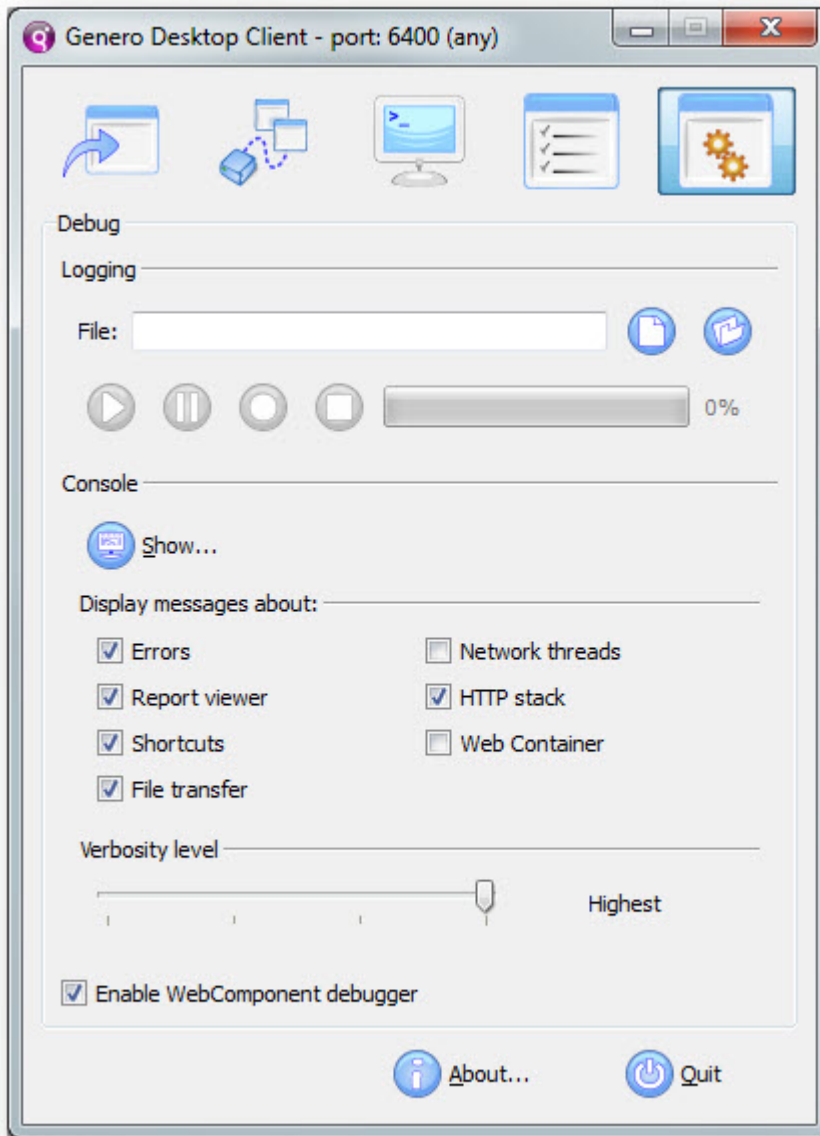 Genero Desktop Client - port: 6400 (any)
Debug
Logging
File:
0%
Console
Show...
Display messages about:
Errors
Network threads
Report viewer
HTTP stack
Shortcuts
Web Container
File transfer
Verbosity level
Highest
Enable WebComponent debugger
About...
Quit